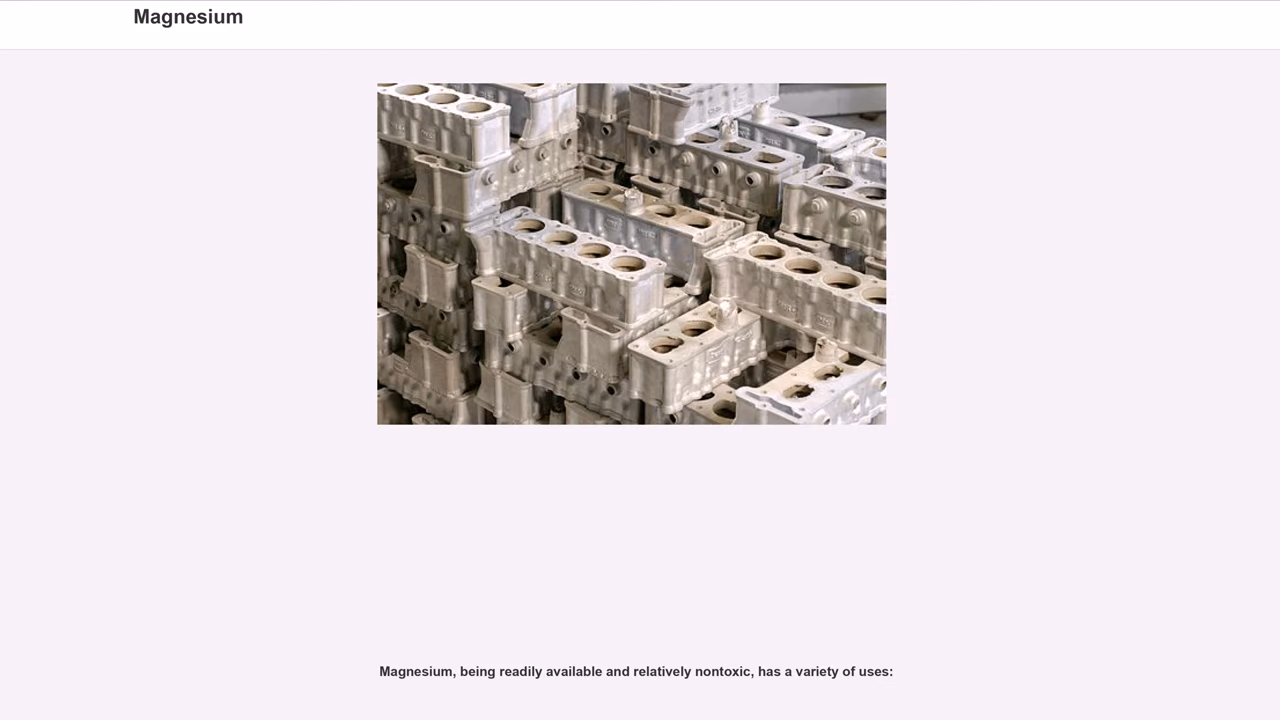 Magnesium
Magnesium, being readily available and relatively nontoxic, has a variety of uses: